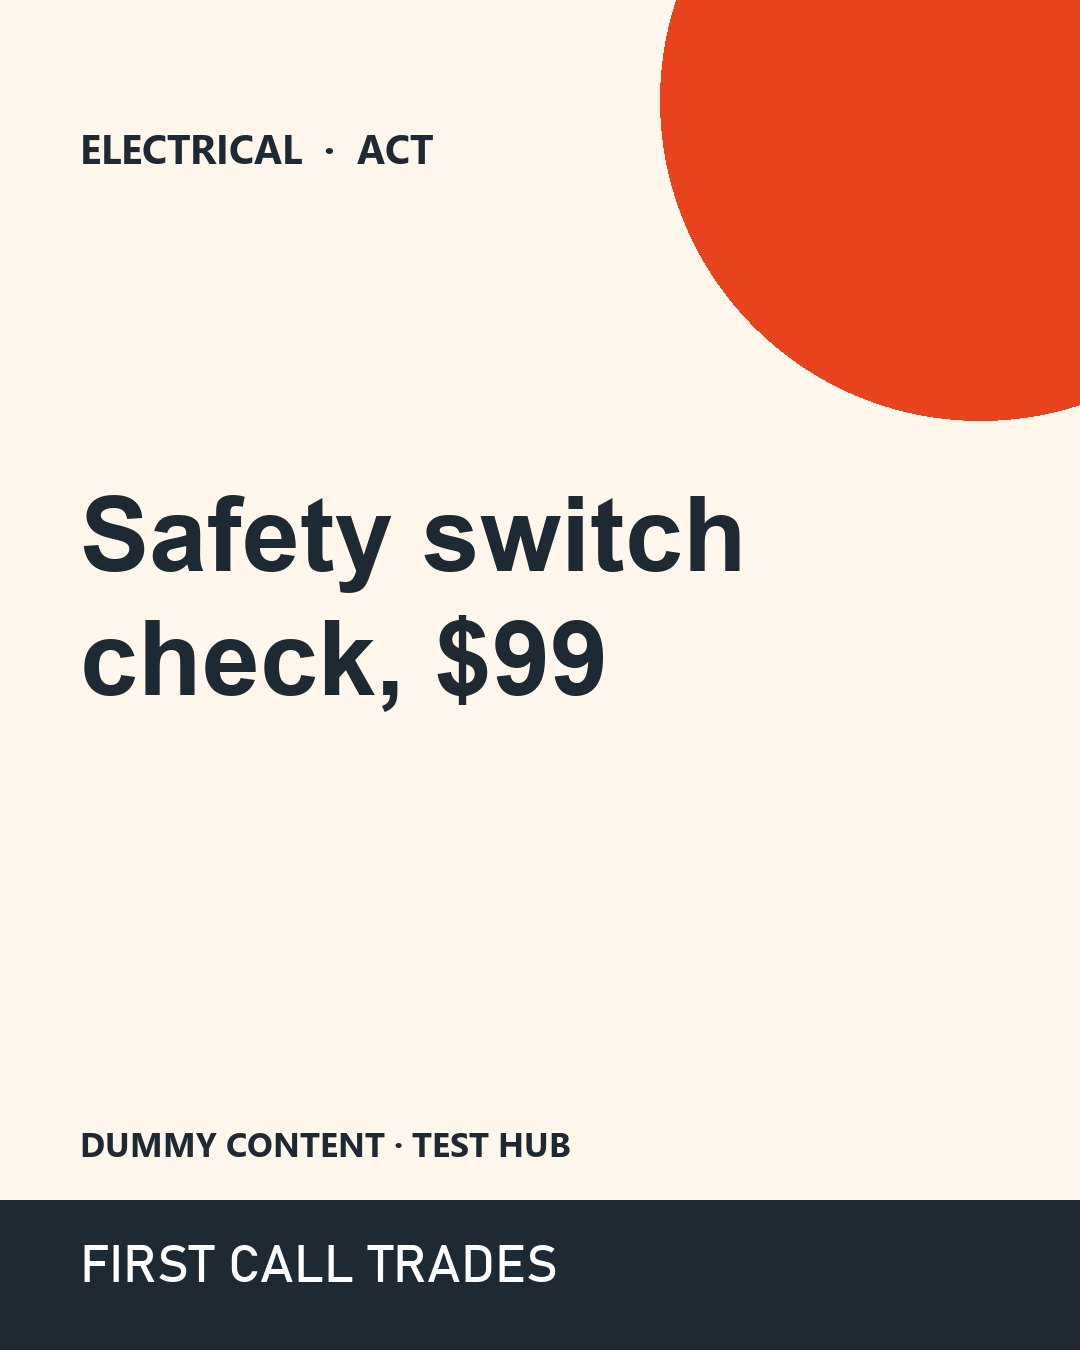 ELECTRICAL · ACT
Safety switch
check, $99
DUMMY CONTENT · TEST HUB
FIRST CALL TRADES